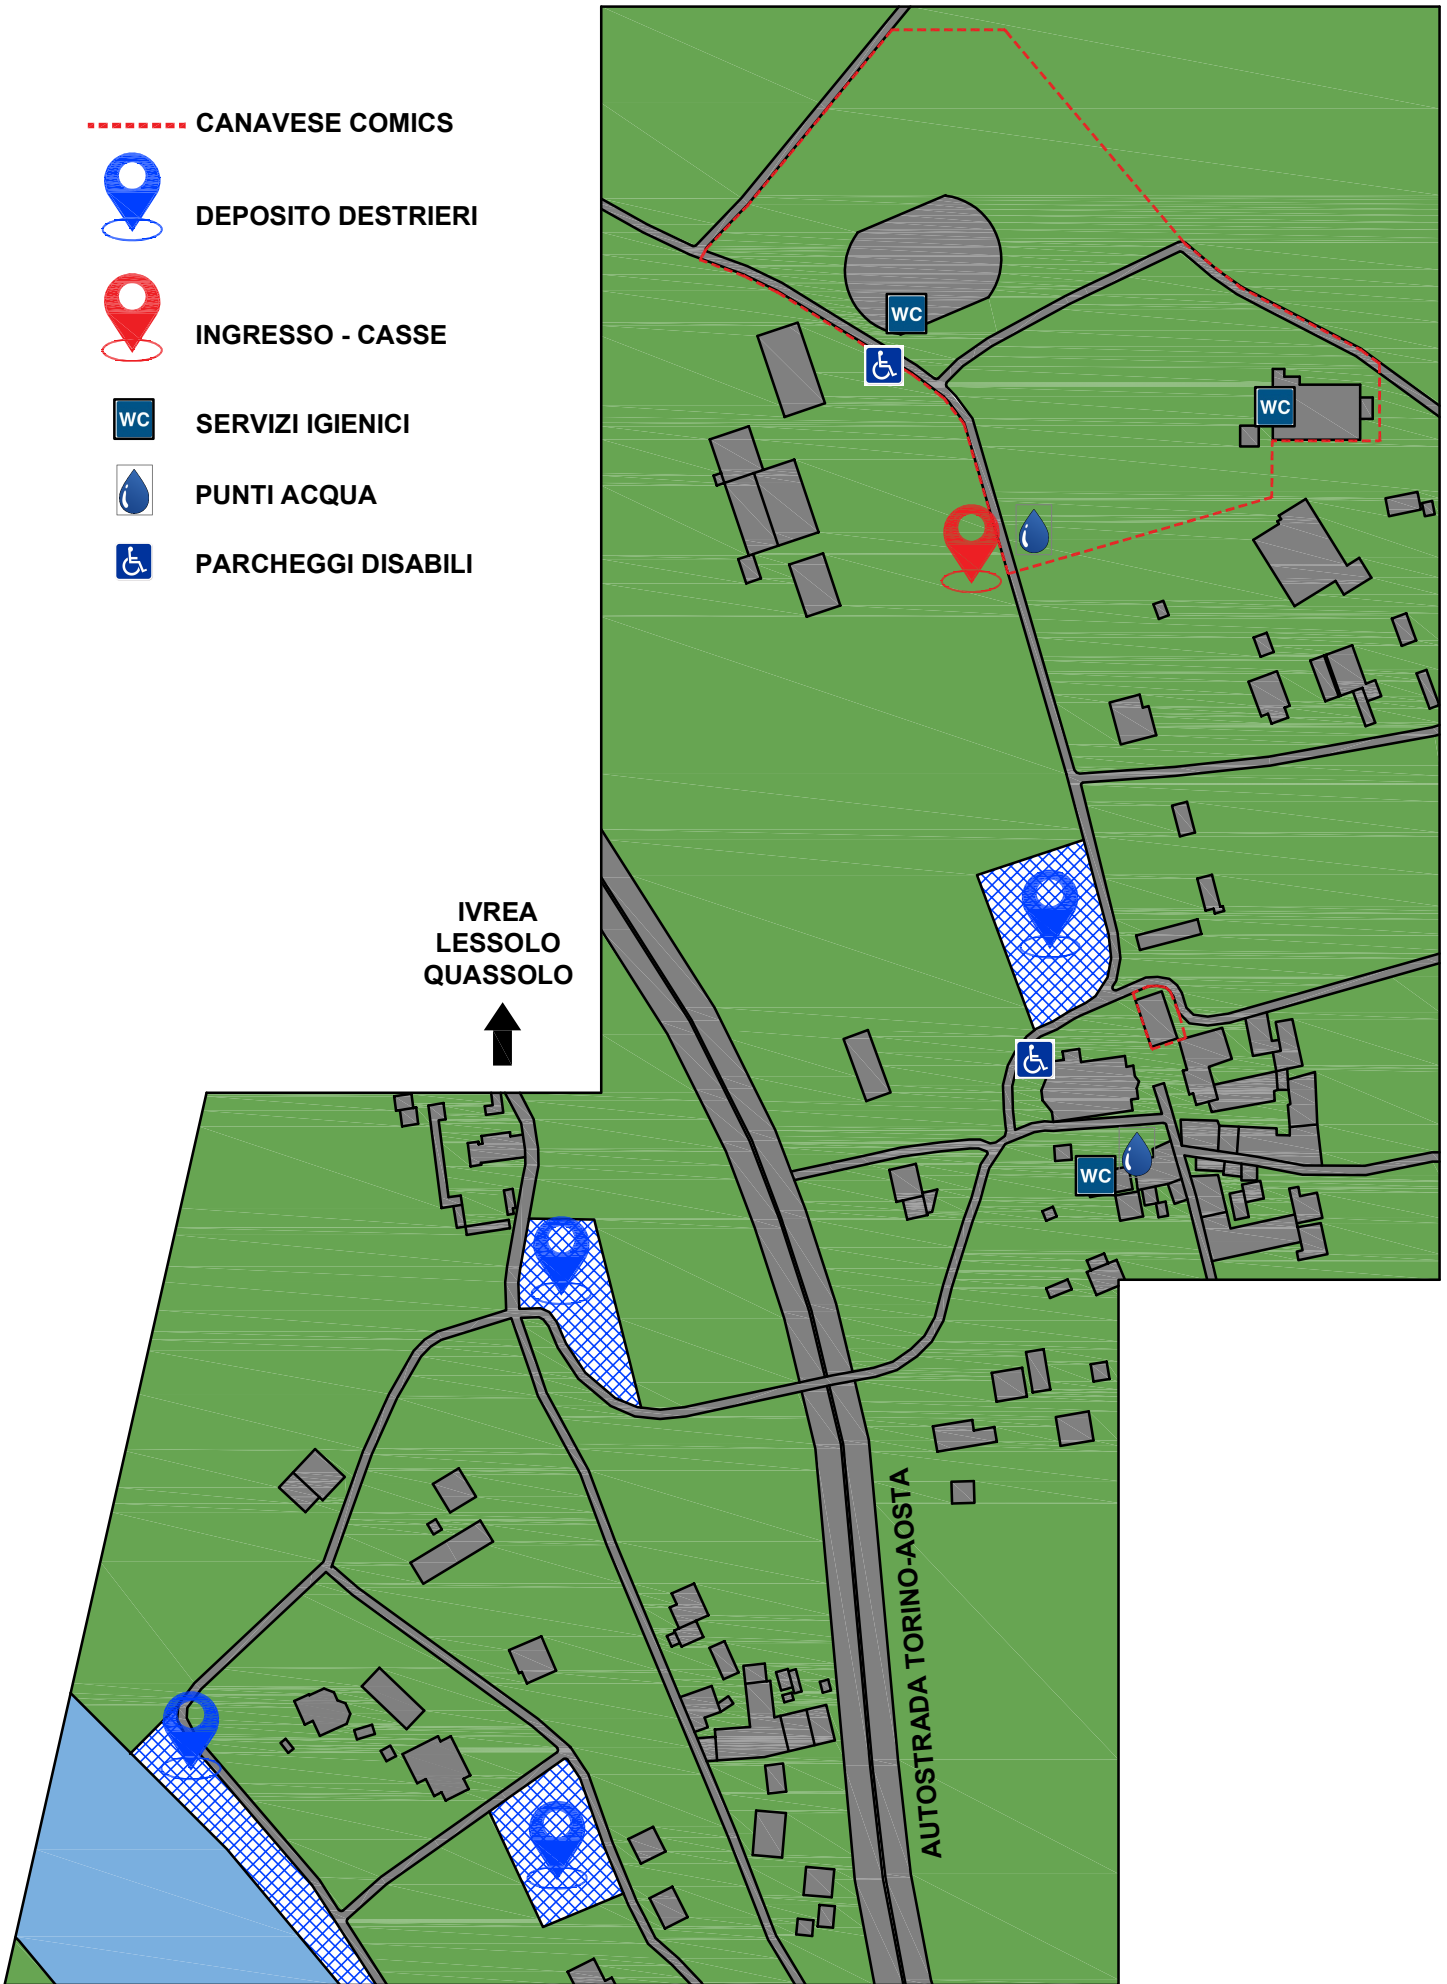 CANAVESE COMICS
DEPOSITO DESTRIERI
INGRESSO - CASSE
WC
SERVIZI IGIENICI
PUNTI ACQUA
PARCHEGGI DISABILI
WC
WC
IVREA
LESSOLO
QUASSOLO
WC
AUTOSTRADA TORINO-AOSTA